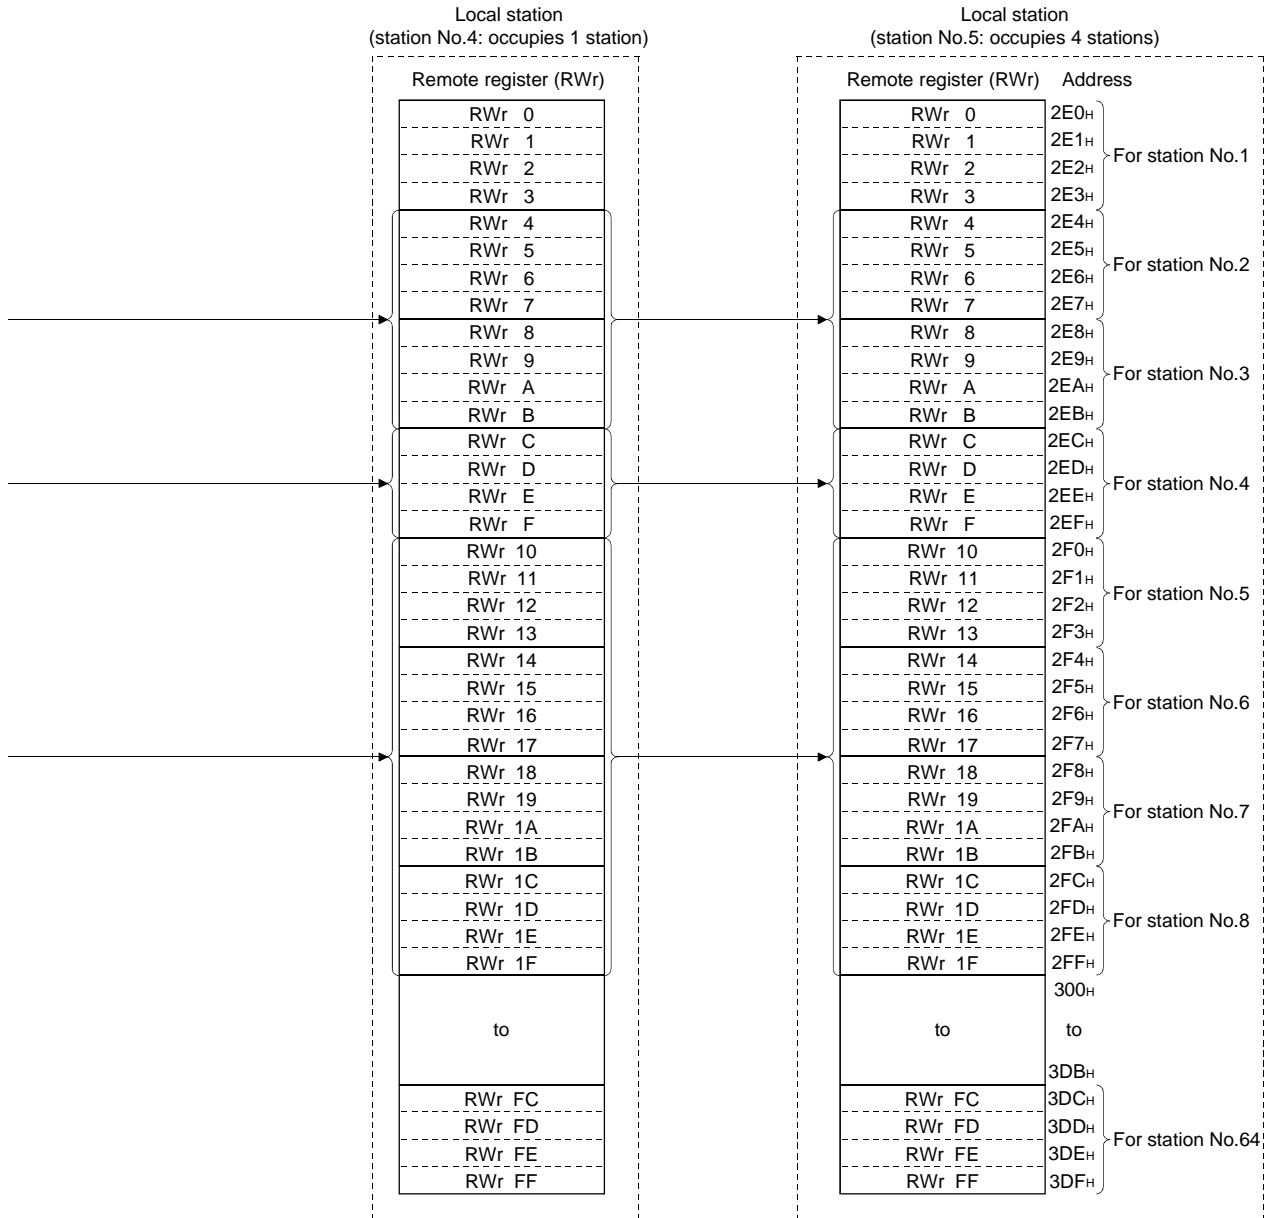 Local station
(station No.4: occupies 1 station)
Local station
(station No.5: occupies 4 stations)
Remote register (RWr)
Remote register (RWr) Address
RWr 0 RWr 0 2E0H
RWr 1 RWr 1 2E1H
For station No.1
RWr 2 RWr 2 2E2H
RWr 3 RWr 3 2E3H
RWr 4 RWr 4 2E4H
RWr 5 RWr 5 2E5H
For station No.2
RWr 6 RWr 6 2E6H
RWr 7 RWr 7 2E7H
RWr 8 RWr 8 2E8H
RWr 9 RWr 9 2E9H
For station No.3
RWr A RWr A 2EAH
RWr B RWr B 2EBH
RWr C RWr C 2ECH
RWr D RWr D 2EDH
For station No.4
RWr E RWr E 2EEH
RWr F RWr F 2EFH
RWr 10 RWr 10 2F0H
RWr 11 RWr 11 2F1H
For station No.5
RWr 12 RWr 12 2F2H
RWr 13 RWr 13 2F3H
RWr 14 RWr 14 2F4H
RWr 15 RWr 15 2F5H
For station No.6
RWr 16 RWr 16 2F6H
RWr 17 RWr 17 2F7H
RWr 18 RWr 18 2F8H
RWr 19 RWr 19 2F9H
For station No.7
RWr 1A RWr 1A 2FAH
RWr 1B RWr 1B 2FBH
RWr 1C RWr 1C 2FCH
RWr 1D RWr 1D 2FDH
For station No.8
RWr 1E RWr 1E 2FEH
RWr 1F RWr 1F 2FFH
300H
to to to
3DBH
RWr FC RWr FC 3DCH
RWr FD RWr FD 3DDH
For station No.64
RWr FE RWr FE 3DEH
RWr FF RWr FF 3DFH